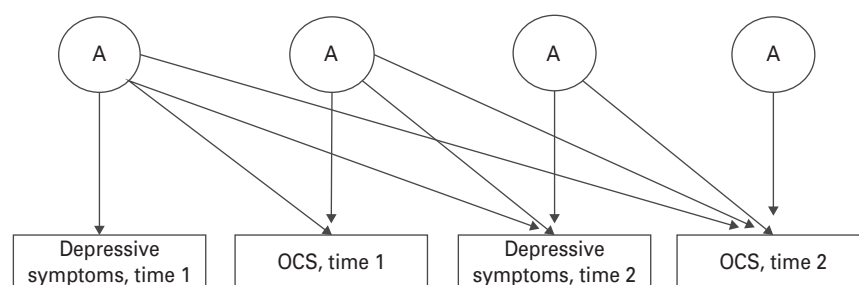 A A A A
Depressive
symptoms, time 1
OCS, time 1
Depressive
symptoms, time 2
OCS, time 2